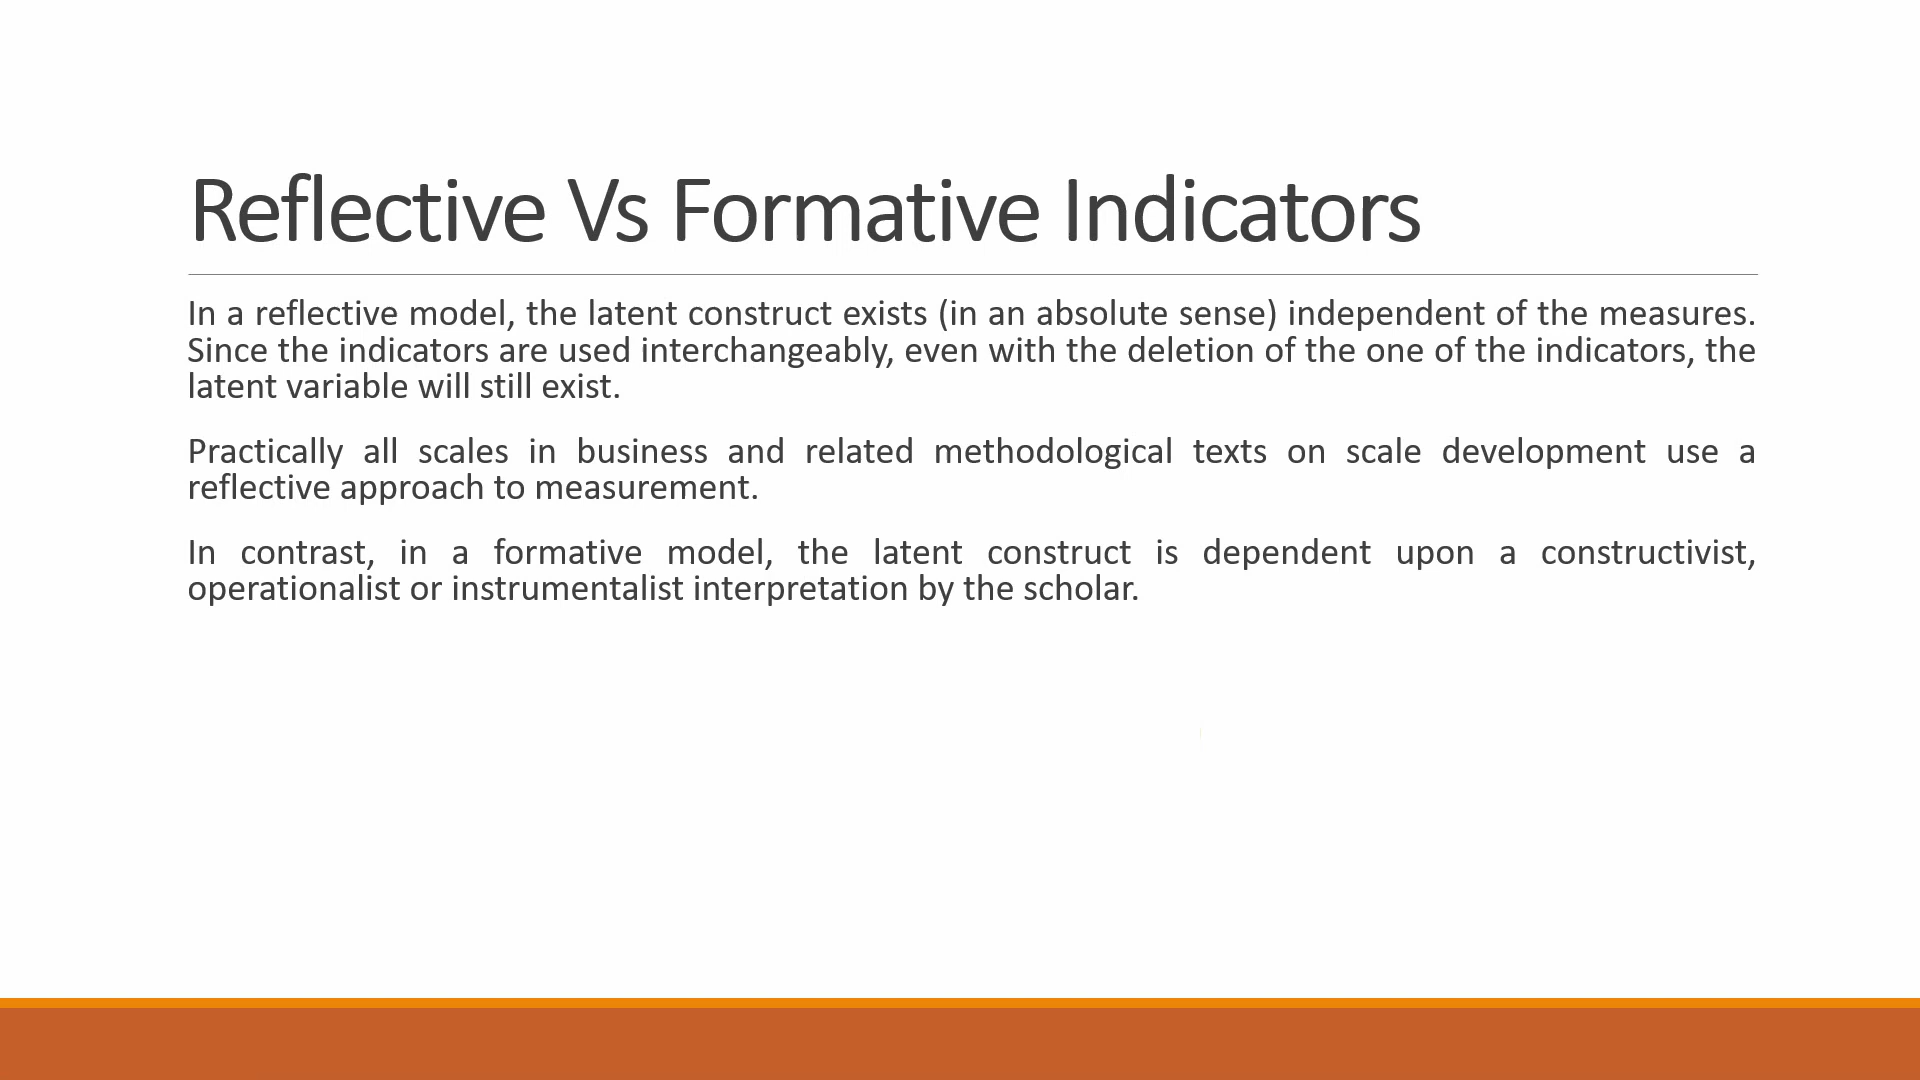 Reflective Vs Formative Indicators
In a reflective model, the latent construct exists (in an absolute sense) independent of the measures.
Since the indicators are used interchangeably, even with the deletion of the one of the indicators, the
latent variable will still exist.
Practically all scales in business and related methodological texts on scale development use a
reflective approach to measurement.
In contrast, in a formative model, the latent construct is dependent upon a constructivist,
operationalist or instrumentalist interpretation by the scholar.